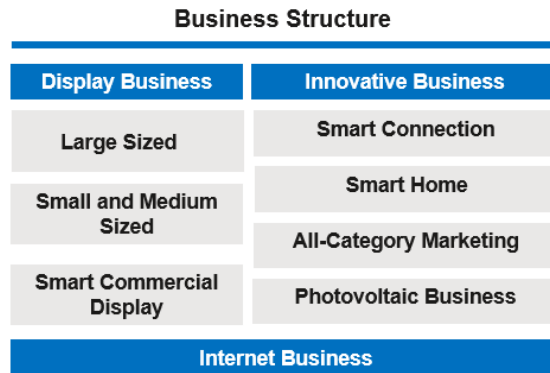 Business Structure
Display Business
Large Sized
Small and Medium
Sized
Smart Commercial
Display
Innovative Business
Smart Connection
Smart Home
All-Category Marketing
Photovoltaic Business
Internet Business